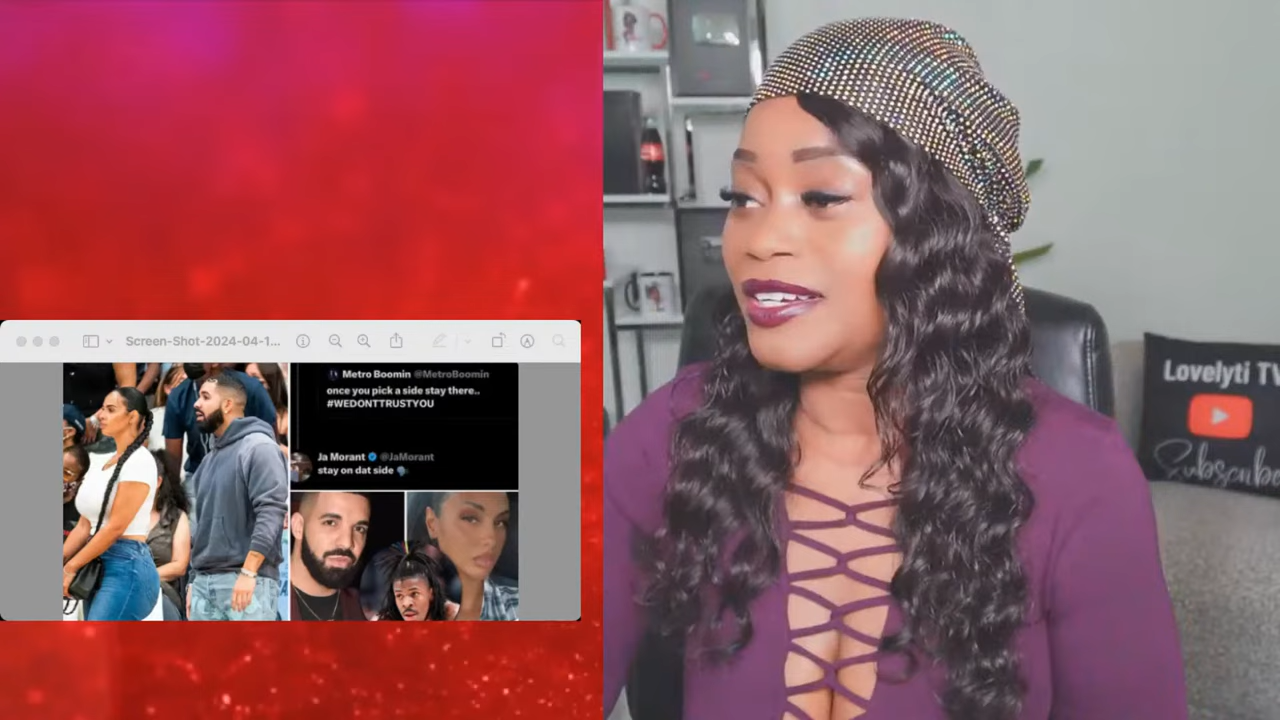 Screen-Shot-2024-04-1...
Metro Boomin @MetroBoomin
once you pick a side stay there..
#WEDONTTRUSTYOU
Ja Morant @JaMorant
stay on dat side
Lovelyti TV
Subscribe